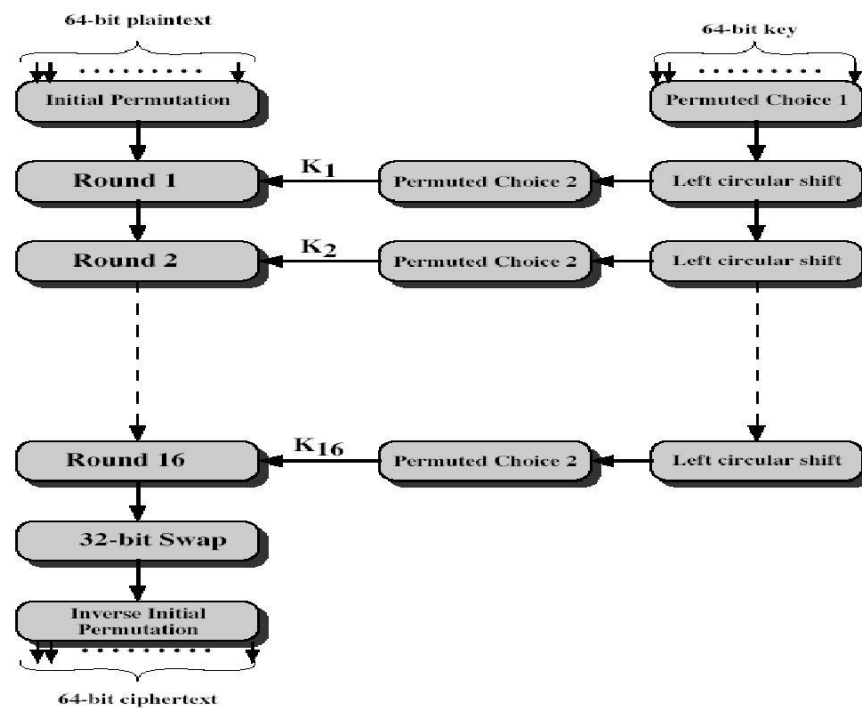 64-bit plaintext
64-bit key
Initial Permutation
Permuted Choice 1
Round 1
K1
Permuted Choice 2
Left circular shift
Round 2
K2
Permuted Choice 2
Left circular shift
Round 16
K16
Permuted Choice 2
Left circular shift
32-bit Swap
Inverse Initial
Permutation
64-bit ciphertext